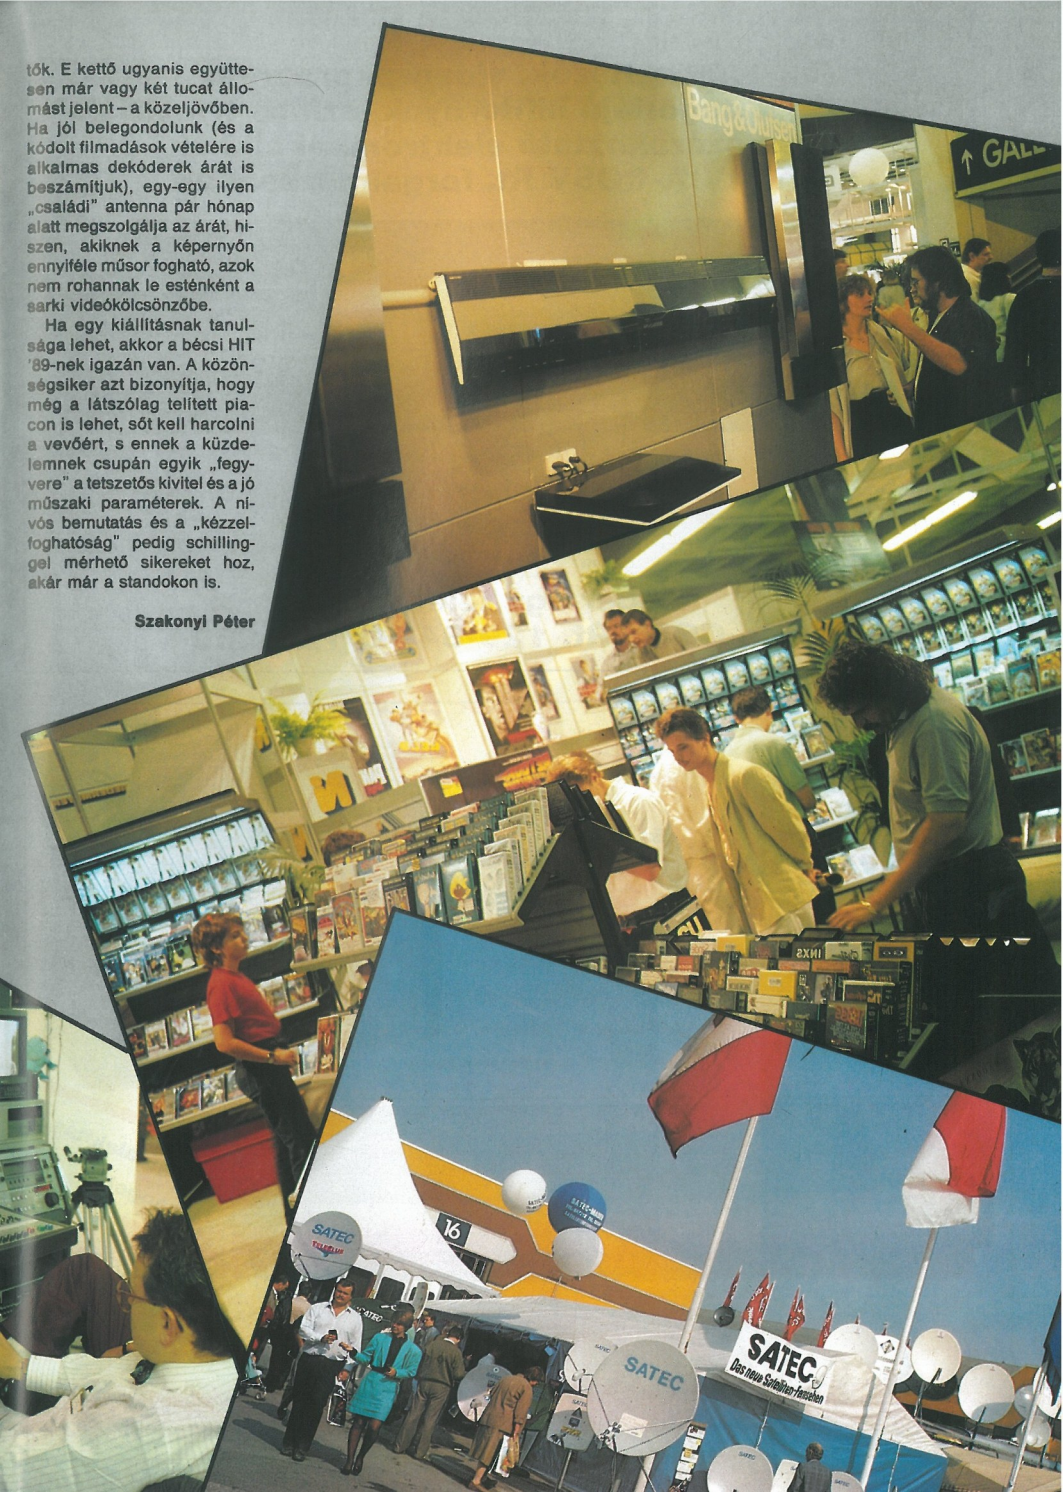 tők. E kettő ugyanis együtte-
sen már vagy két tucat állo-
mást jelent – a közeljövőben.
Ha jól belegondolunk (és a
kódolt filmadások vételére is
alkalmas dekóderek árát is
beszámítjuk), egy-egy ilyen
„családi” antenna pár hónap
alatt megszolgálja az árát, hi-
szen, akiknek a képernyőn
ennyiféle műsor fogható, azok
nem rohannak le esténként a
sarki videókölcsönzőbe.
Ha egy kiállításnak tanul-
sága lehet, akkor a bécsi HIT
'89-nek igazán van. A közön-
ségsiker azt bizonyítja, hogy
még a látszólag telített pia-
con is lehet, sőt kell harcolni
a vevőért, s ennek a küzde-
lemnek csupán egyik „fegy-
vere” a tetszetős kivitel és a jó
műszaki paraméterek. A ní-
vós bemutatás és a „kézzel-
foghatóság” pedig schilling-
gel mérhető sikereket hoz,
akár már a standokon is.
Szakonyi Péter
Bang & Olufsen
↑ GALE
INXS
16
SATEC
SATEC
SATEC
Das neue Satelliten-Fernsehen
SATEC
SATEC